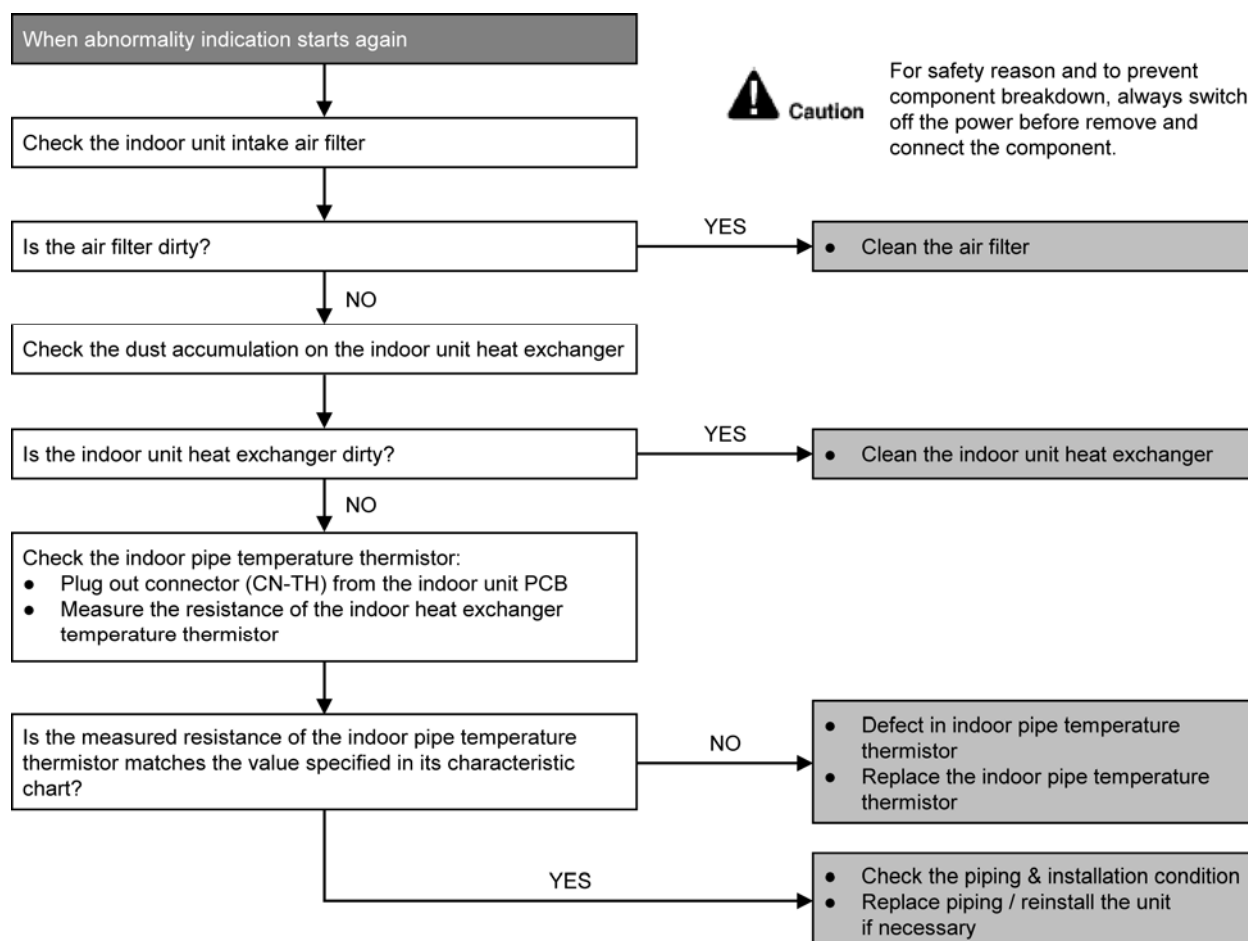 When abnormality indication starts again
Caution
For safety reason and to prevent
component breakdown, always switch
off the power before remove and
connect the component.
Check the indoor unit intake air filter
Is the air filter dirty?
YES
● Clean the air filter
NO
Check the dust accumulation on the indoor unit heat exchanger
Is the indoor unit heat exchanger dirty?
YES
● Clean the indoor unit heat exchanger
NO
Check the indoor pipe temperature thermistor:
● Plug out connector (CN-TH) from the indoor unit PCB
● Measure the resistance of the indoor heat exchanger
temperature thermistor
Is the measured resistance of the indoor pipe temperature
thermistor matches the value specified in its characteristic
chart?
NO
● Defect in indoor pipe temperature
thermistor
● Replace the indoor pipe temperature
thermistor
YES
● Check the piping & installation condition
● Replace piping / reinstall the unit
if necessary